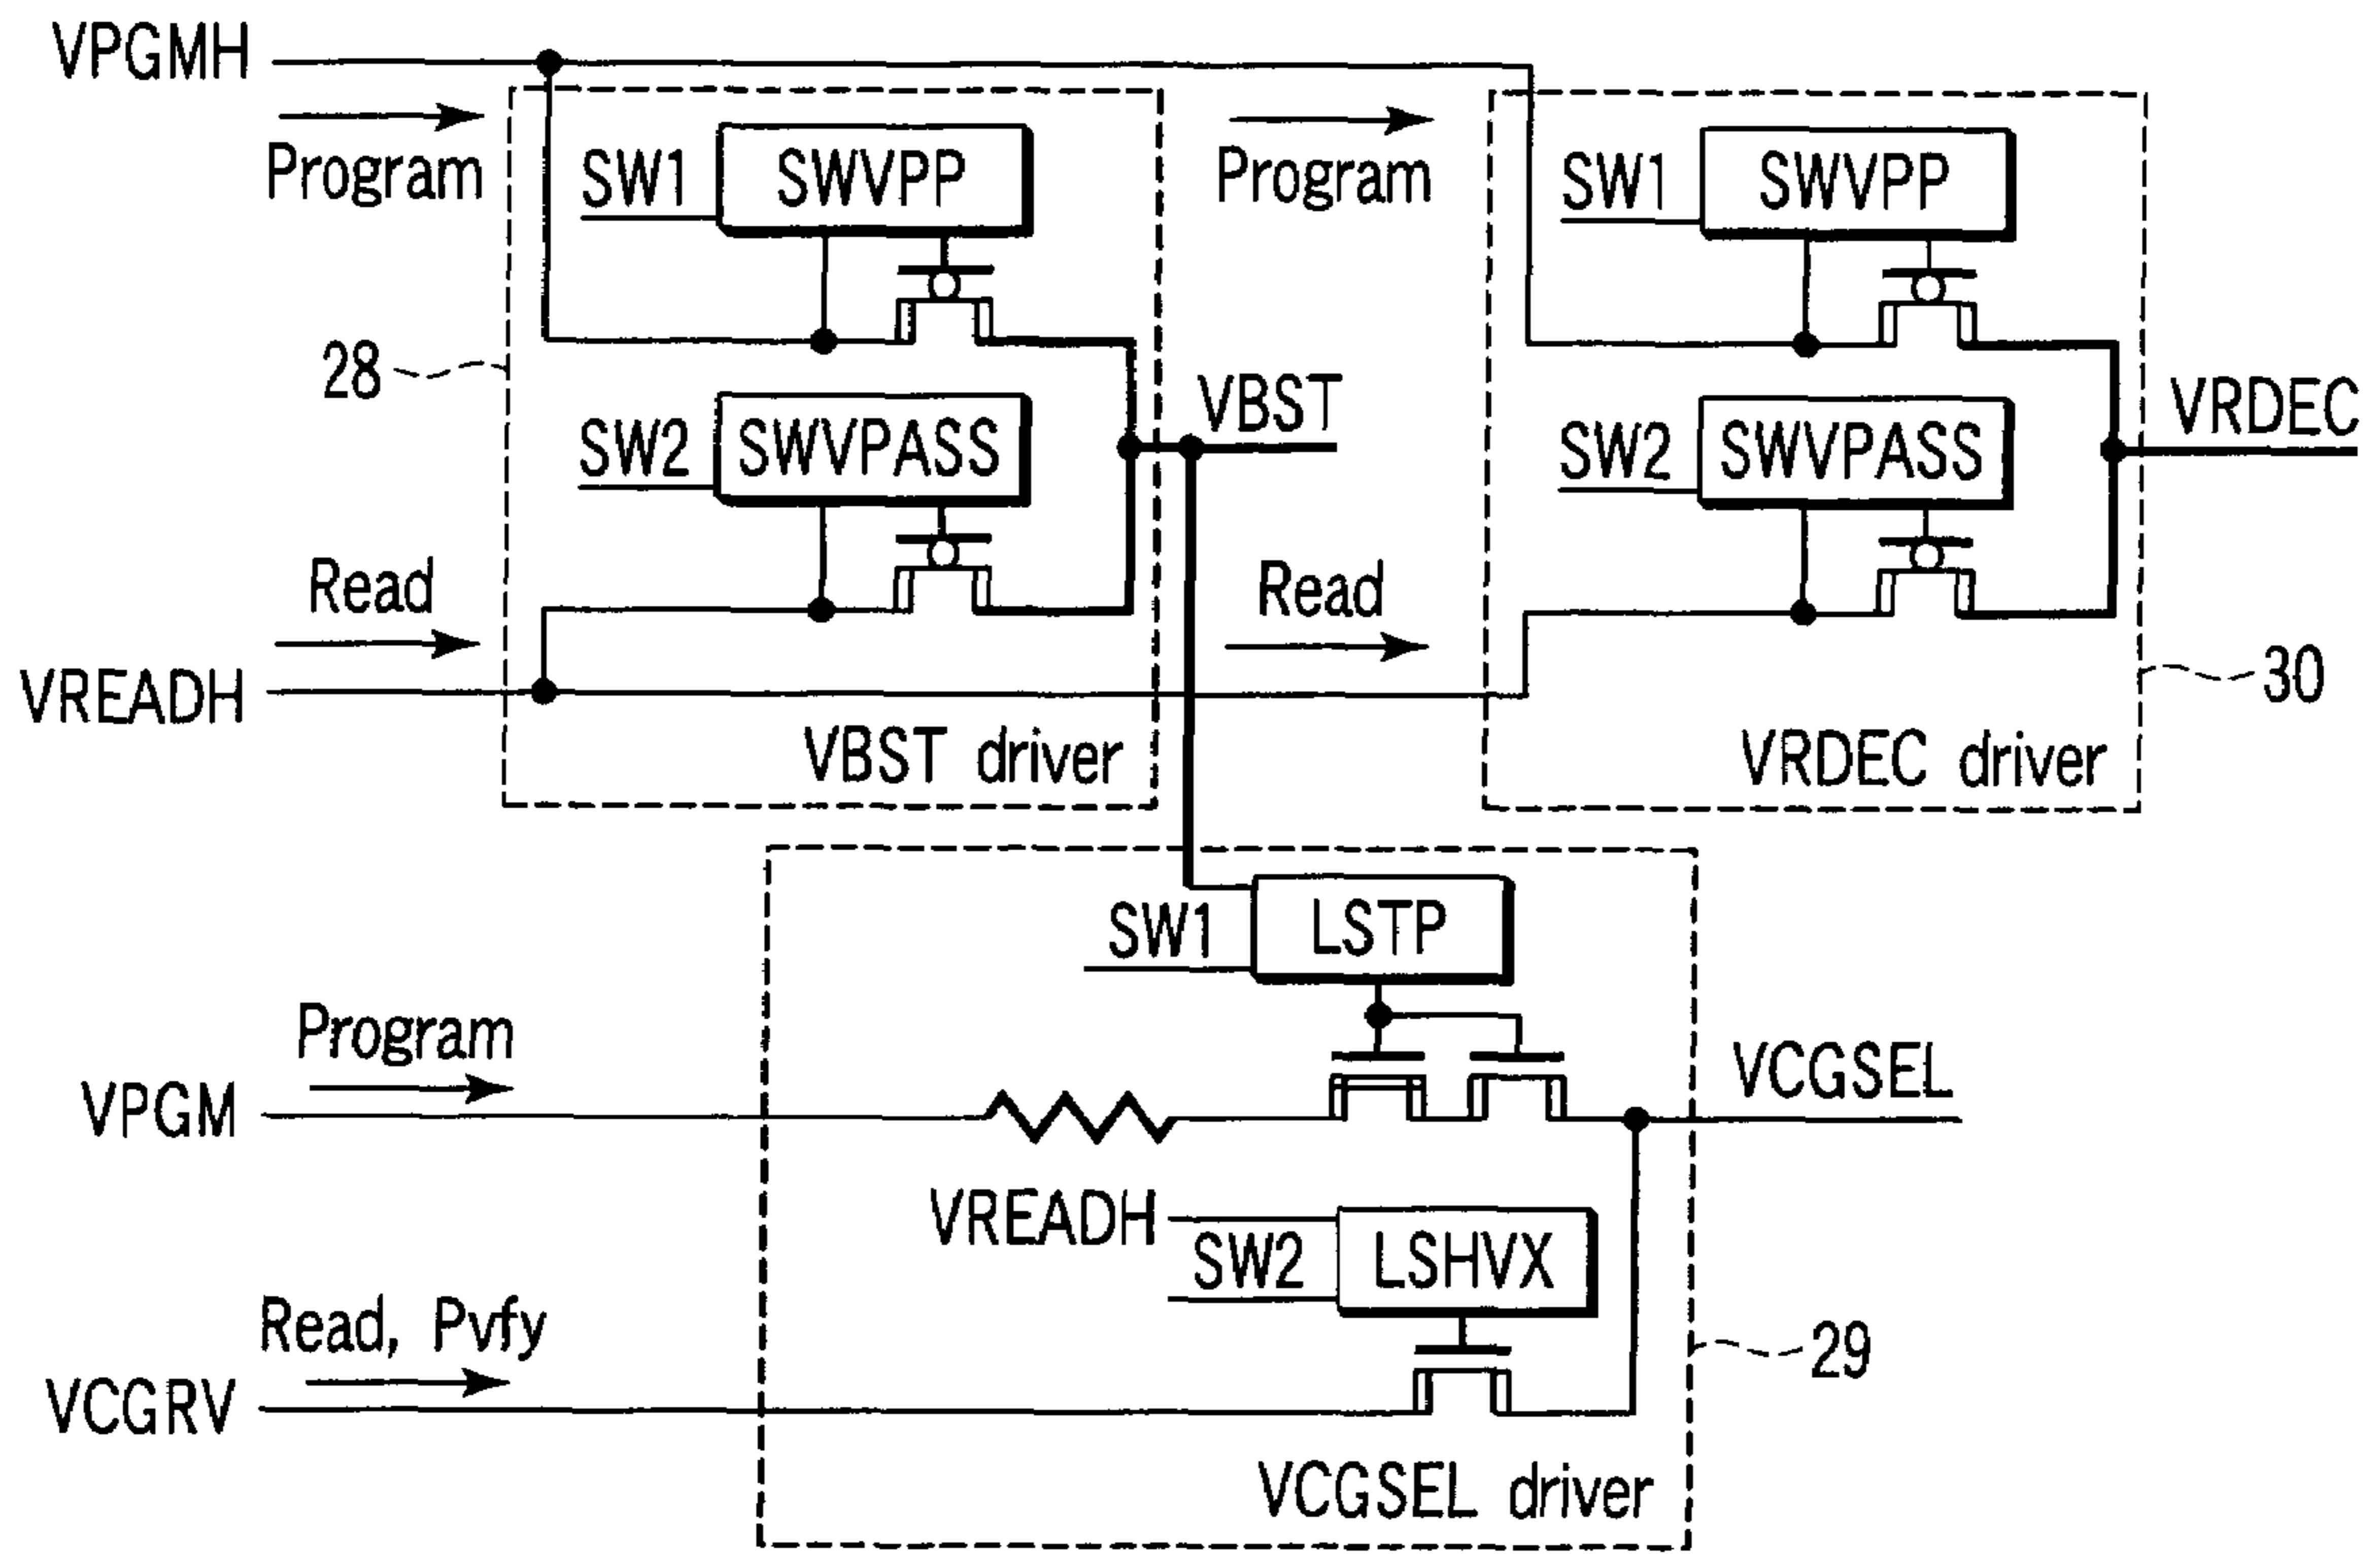 VPGMH
Program
SW1
SWVPP
Program
SW1
SWVPP
28
SW2
SWVPASS
VBST
SW2
SWVPASS
VRDEC
Read
Read
VREADH
30
VBST driver
VRDEC driver
SW1
LSTP
Program
VPGM
VCGSEL
VREADH
SW2
LSHVX
Read, Pvfy
VCGRV
29
VCGSEL driver